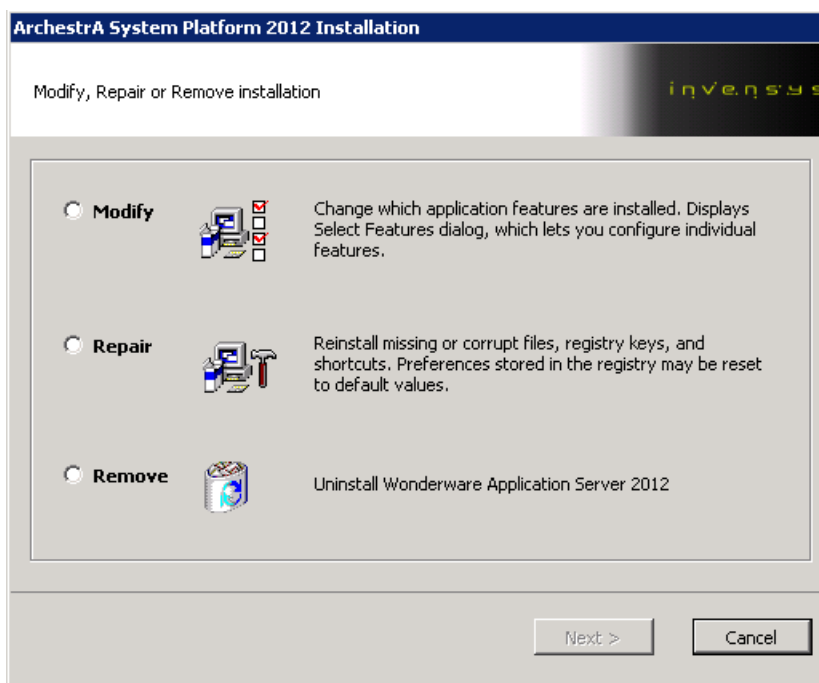 ArchestrA System Platform 2012 Installation
Modify, Repair or Remove installation
invensys
Modify
Change which application features are installed. Displays
Select Features dialog, which lets you configure individual
features.
Repair
Reinstall missing or corrupt files, registry keys, and
shortcuts. Preferences stored in the registry may be reset
to default values.
Remove
Uninstall Wonderware Application Server 2012
Next >
Cancel